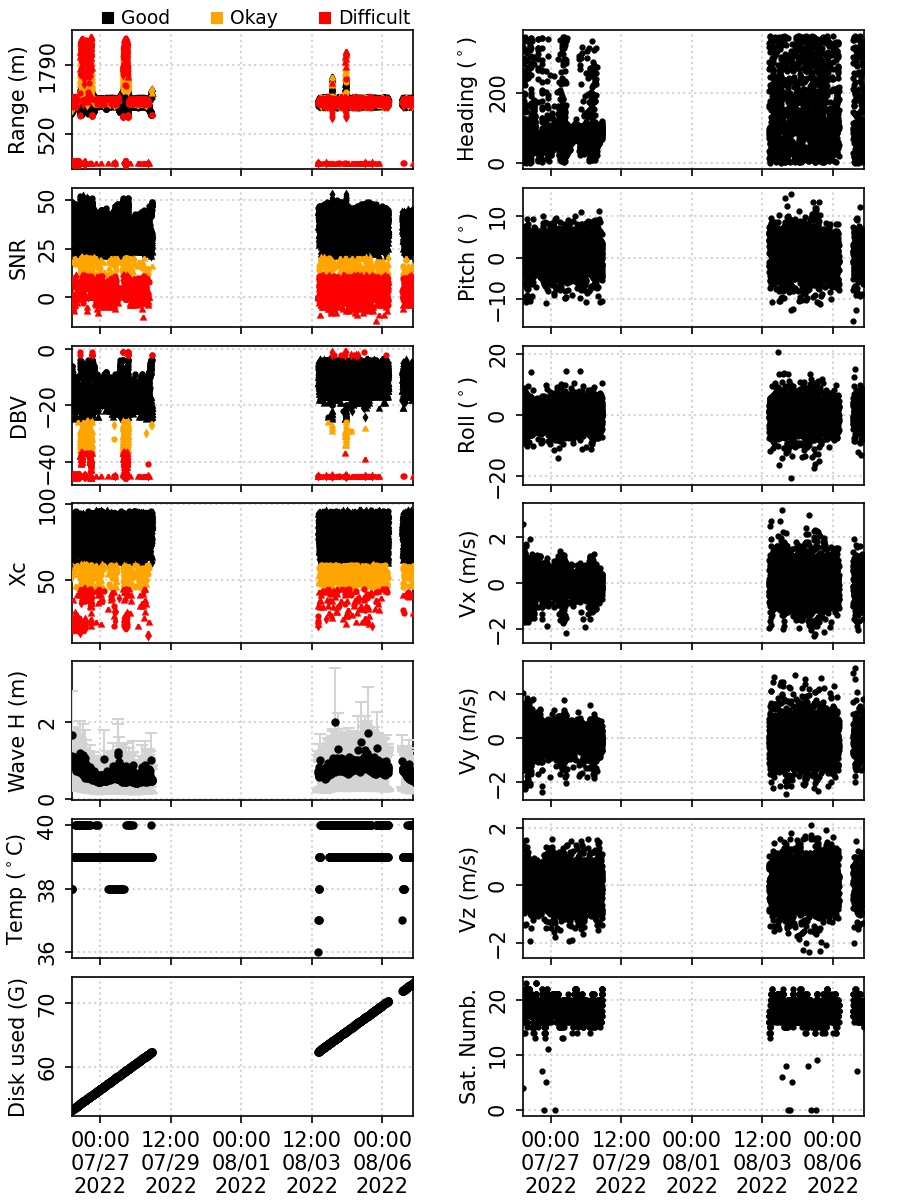 Good Okay Difficult
Range (m)
1790
520
Heading (°)
200
0
SNR
50
25
0
Pitch (°)
10
0
−10
DBV
0
−20
−40
Roll (°)
20
0
−20
Xc
100
50
Vx (m/s)
2
0
−2
Wave H (m)
2
0
Vy (m/s)
2
0
−2
Temp (°C)
40
38
36
Vz (m/s)
2
0
−2
Disk used (G)
70
60
Sat. Numb.
20
10
0
00:00 12:00 00:00 12:00 00:00
07/27 07/29 08/01 08/03 08/06
2022 2022 2022 2022 2022
00:00 12:00 00:00 12:00 00:00
07/27 07/29 08/01 08/03 08/06
2022 2022 2022 2022 2022